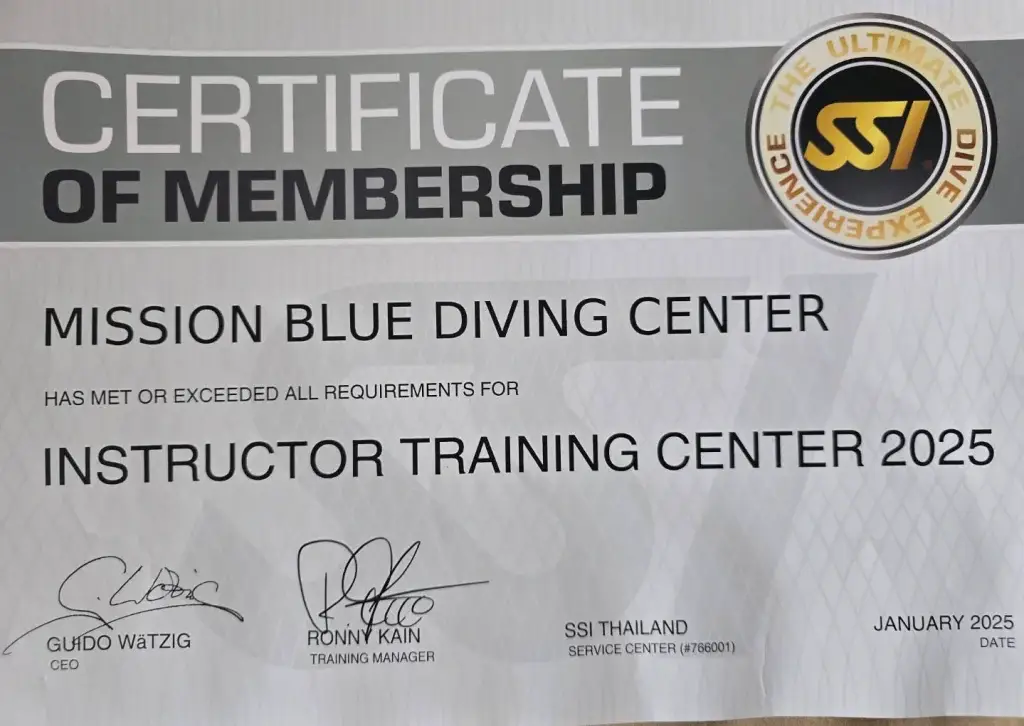 CERTIFICATE
OF MEMBERSHIP
THE ULTIMATE DIVE EXPERIENCE
SSI
MISSION BLUE DIVING CENTER
HAS MET OR EXCEEDED ALL REQUIREMENTS FOR
INSTRUCTOR TRAINING CENTER 2025
GUIDO WäTZIG
CEO
RONNY KAIN
TRAINING MANAGER
SSI THAILAND
SERVICE CENTER (#766001)
JANUARY 2025
DATE